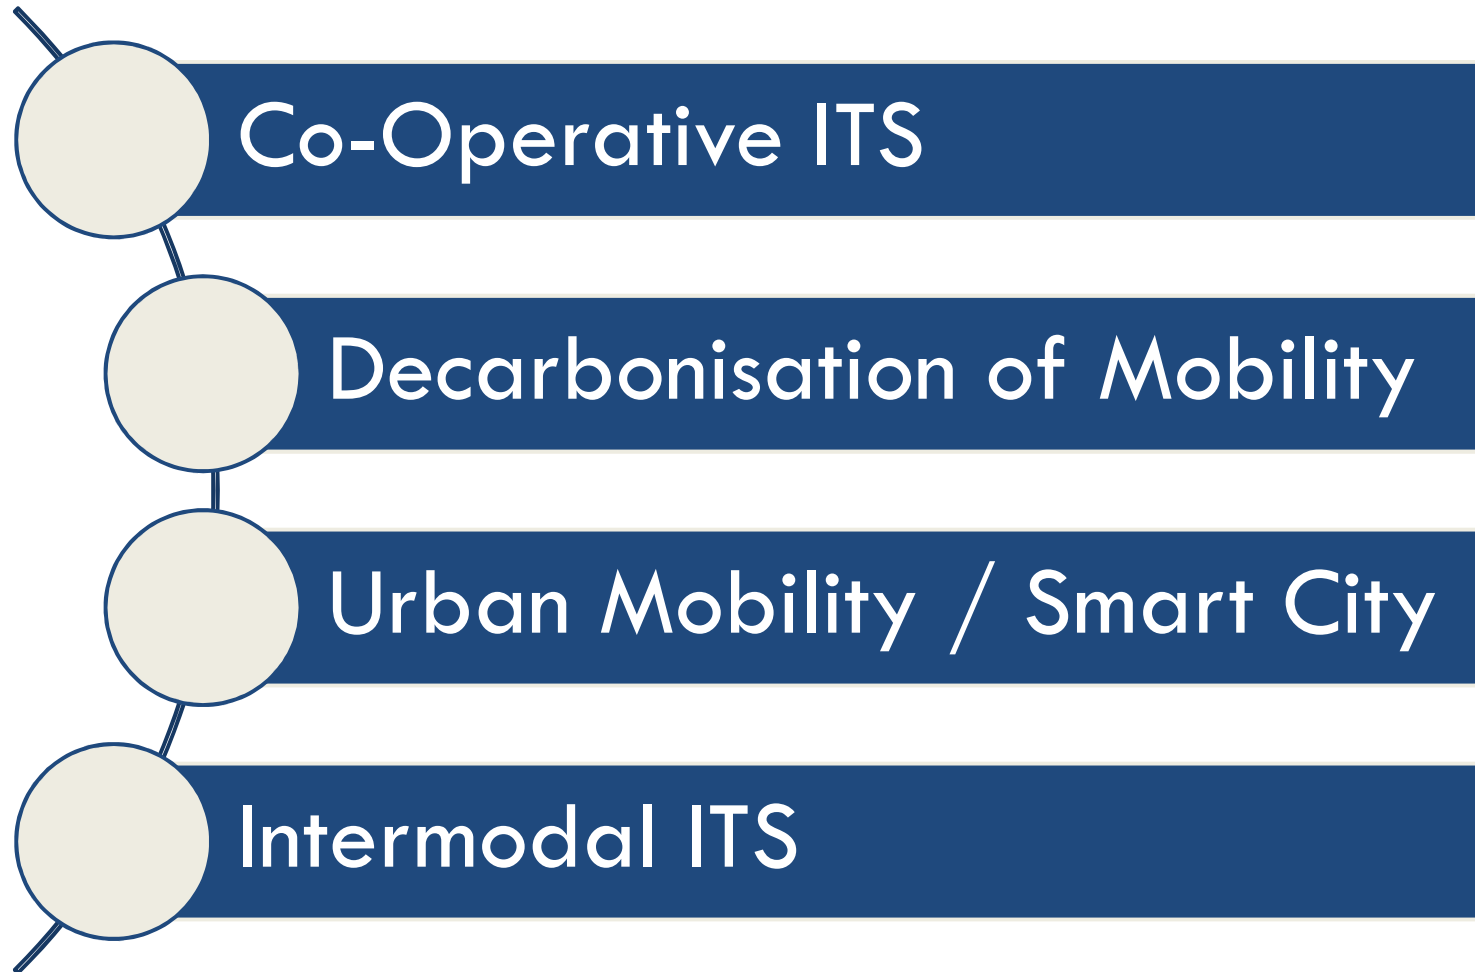 Co-Operative ITS
Decarbonisation of Mobility
Urban Mobility / Smart City
Intermodal ITS